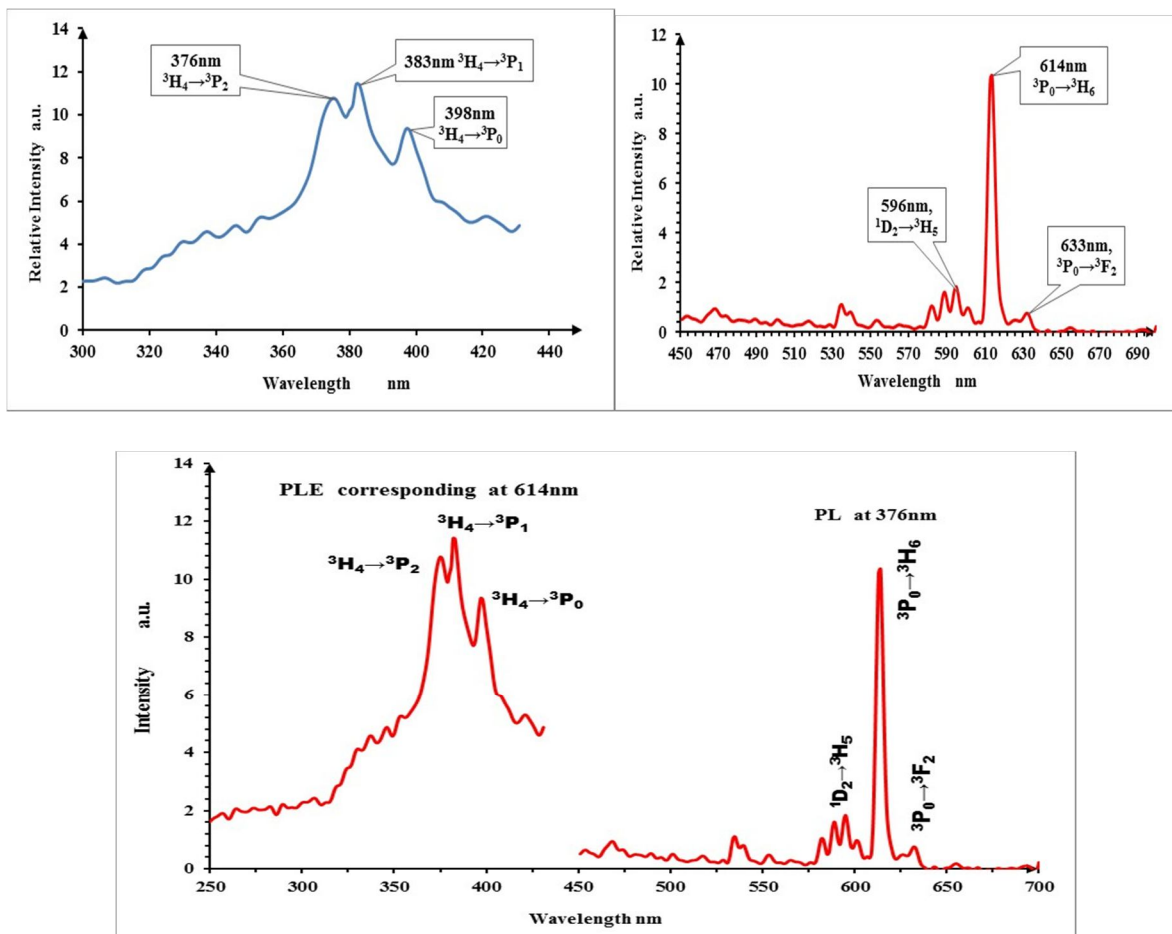 14
12
10
8
6
4
2
0
Relative Intensity a.u.
376nm
³H₄→³P₂
383nm ³H₄→³P₁
398nm
³H₄→³P₀
300 320 340 360 380 400 420 440
Wavelength nm
12
10
8
6
4
2
0
Relative Intensity a.u.
614nm
³P₀→³H₆
596nm,
¹D₂→³H₅
633nm,
³P₀→³F₂
450 470 490 510 530 550 570 590 610 630 650 670 690
Wavelength nm
14
12
10
8
6
4
2
0
Intensity a.u.
PLE corresponding at 614nm
³H₄→³P₁
³H₄→³P₂
³H₄→³P₀
PL at 376nm
¹D₂→³H₅
³P₀→³H₆
³P₀→³F₂
250 300 350 400 450 500 550 600 650 700
Wavelength nm